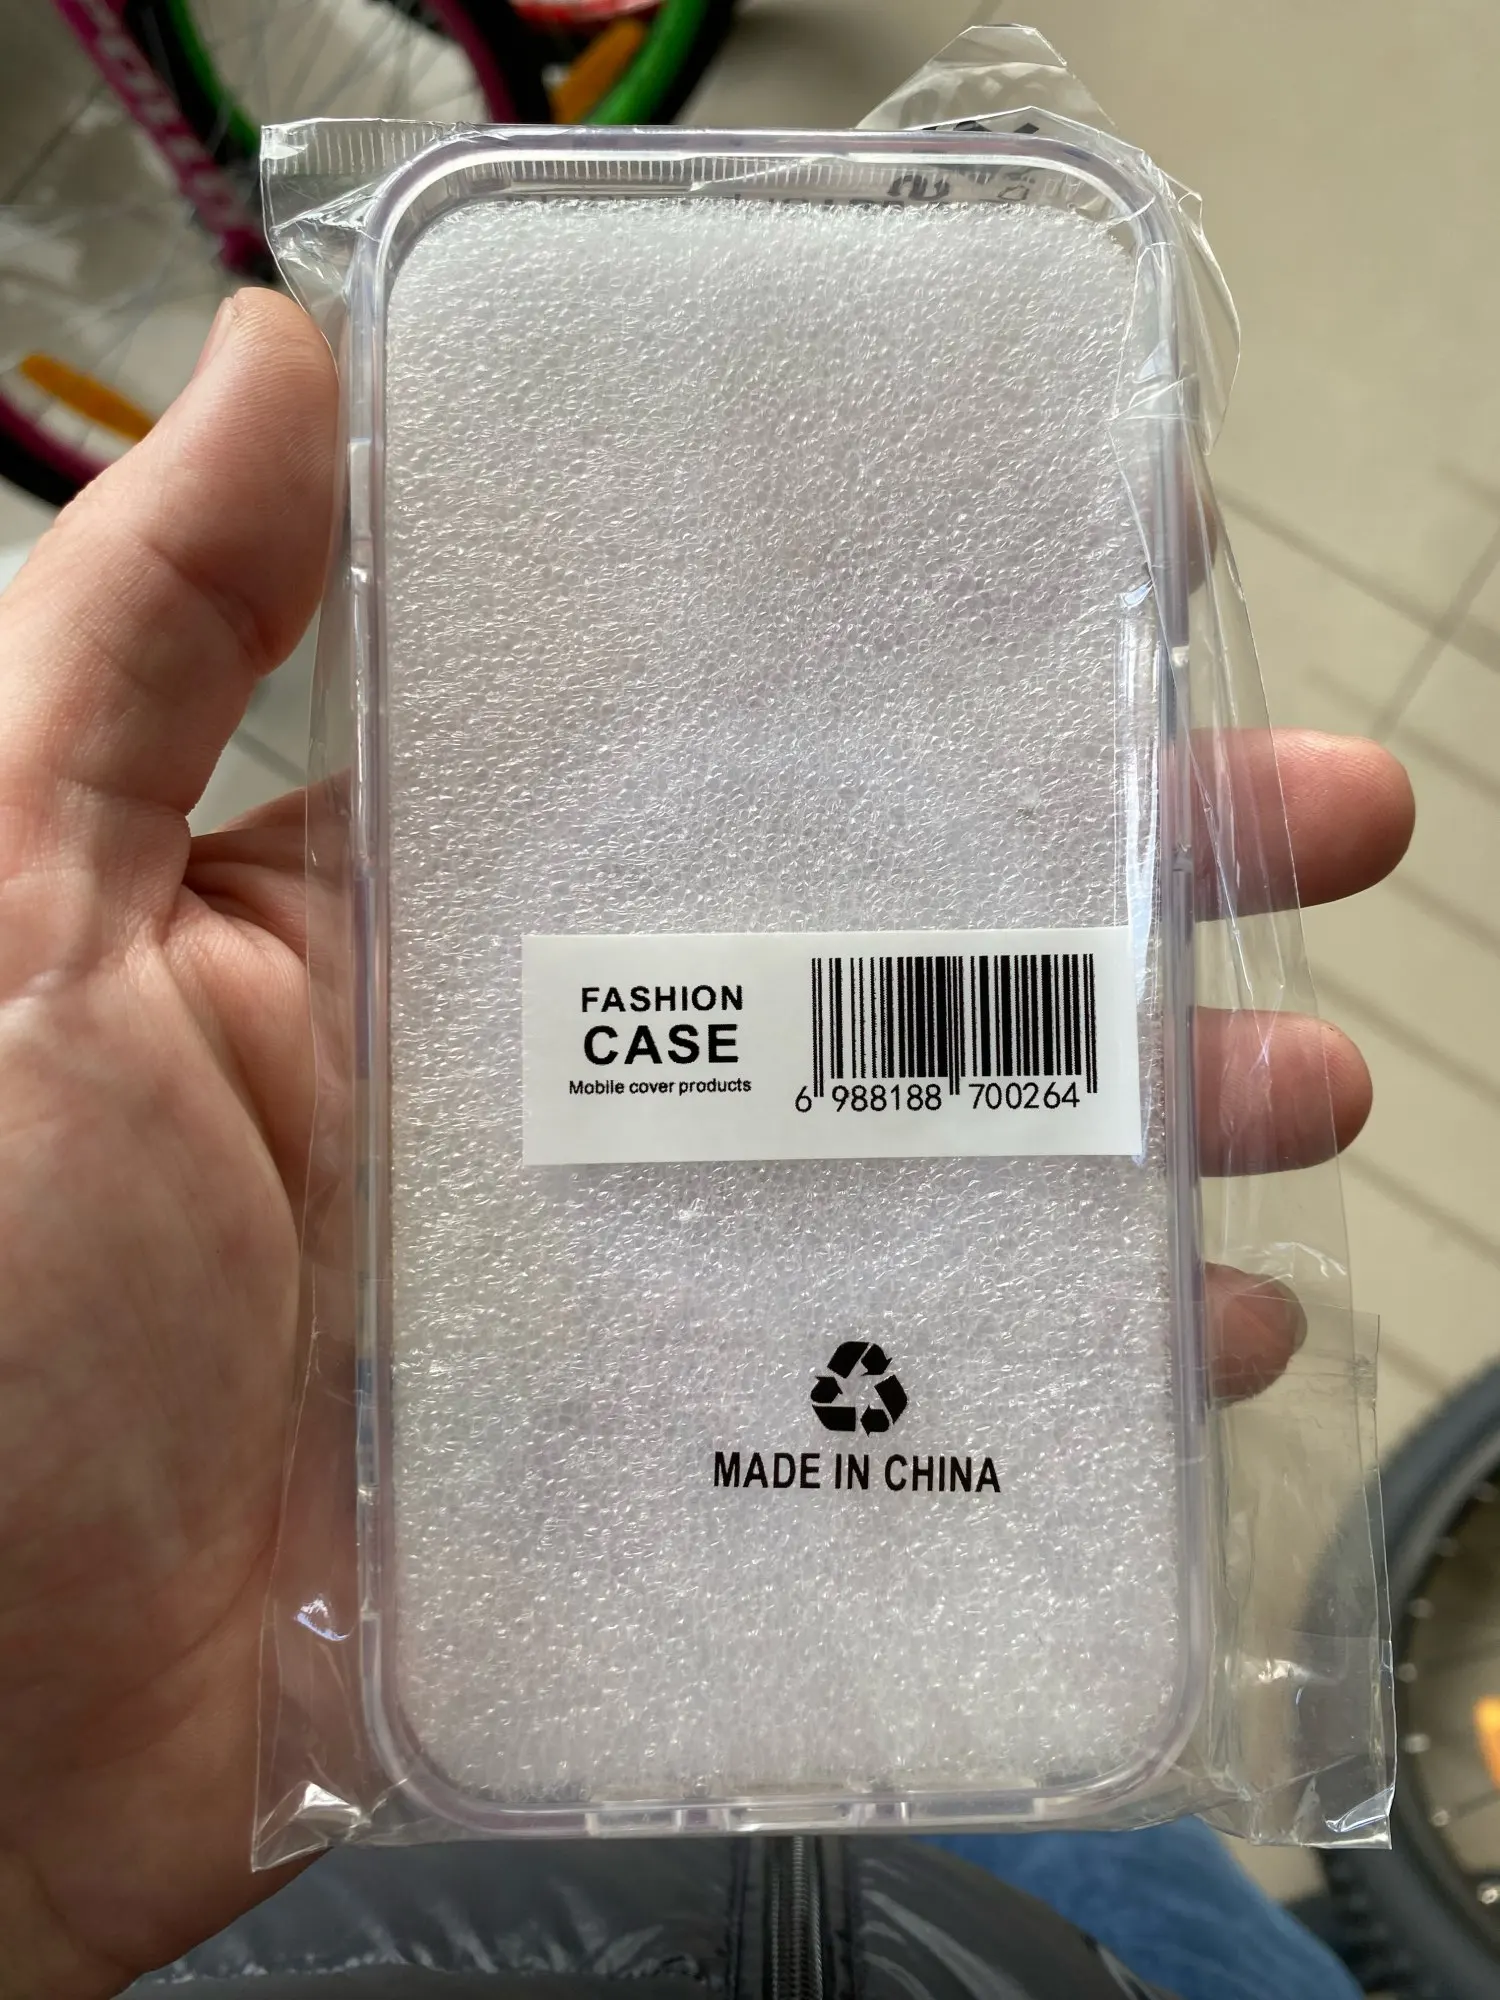 FASHION
CASE
Mobile cover products
6 988188 700264
MADE IN CHINA